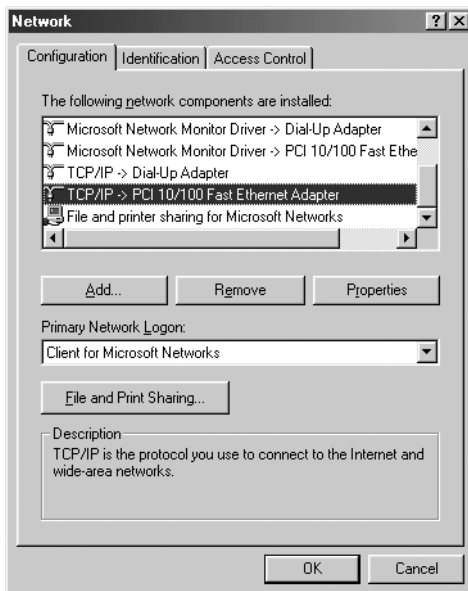 Network
Configuration Identification Access Control
The following network components are installed:
Microsoft Network Monitor Driver -> Dial-Up Adapter
Microsoft Network Monitor Driver -> PCI 10/100 Fast Ethe
TCP/IP -> Dial-Up Adapter
TCP/IP -> PCI 10/100 Fast Ethernet Adapter
File and printer sharing for Microsoft Networks
Add... Remove Properties
Primary Network Logon:
Client for Microsoft Networks
File and Print Sharing...
Description
TCP/IP is the protocol you use to connect to the Internet and
wide-area networks.
OK Cancel